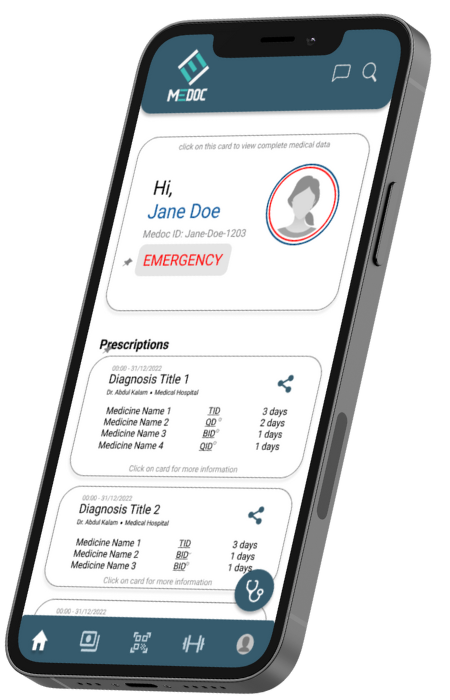 MEDOC
click on this card to view complete medical data
Hi,
Jane Doe
Medoc ID: Jane-Doe-1203
EMERGENCY
Prescriptions
00:00 - 31/12/2022
Diagnosis Title 1
Dr. Abdul Kalam • Medical Hospital
Medicine Name 1 TID 3 days
Medicine Name 2 QD 2 days
Medicine Name 3 BID 1 days
Medicine Name 4 QID 1 days
Click on card for more information
00:00 - 31/12/2022
Diagnosis Title 2
Dr. Abdul Kalam • Medical Hospital
Medicine Name 1 TID 3 days
Medicine Name 2 BID 1 days
Medicine Name 3 BID 1 days
Click on card for more information
00:00 - 31/12/2022